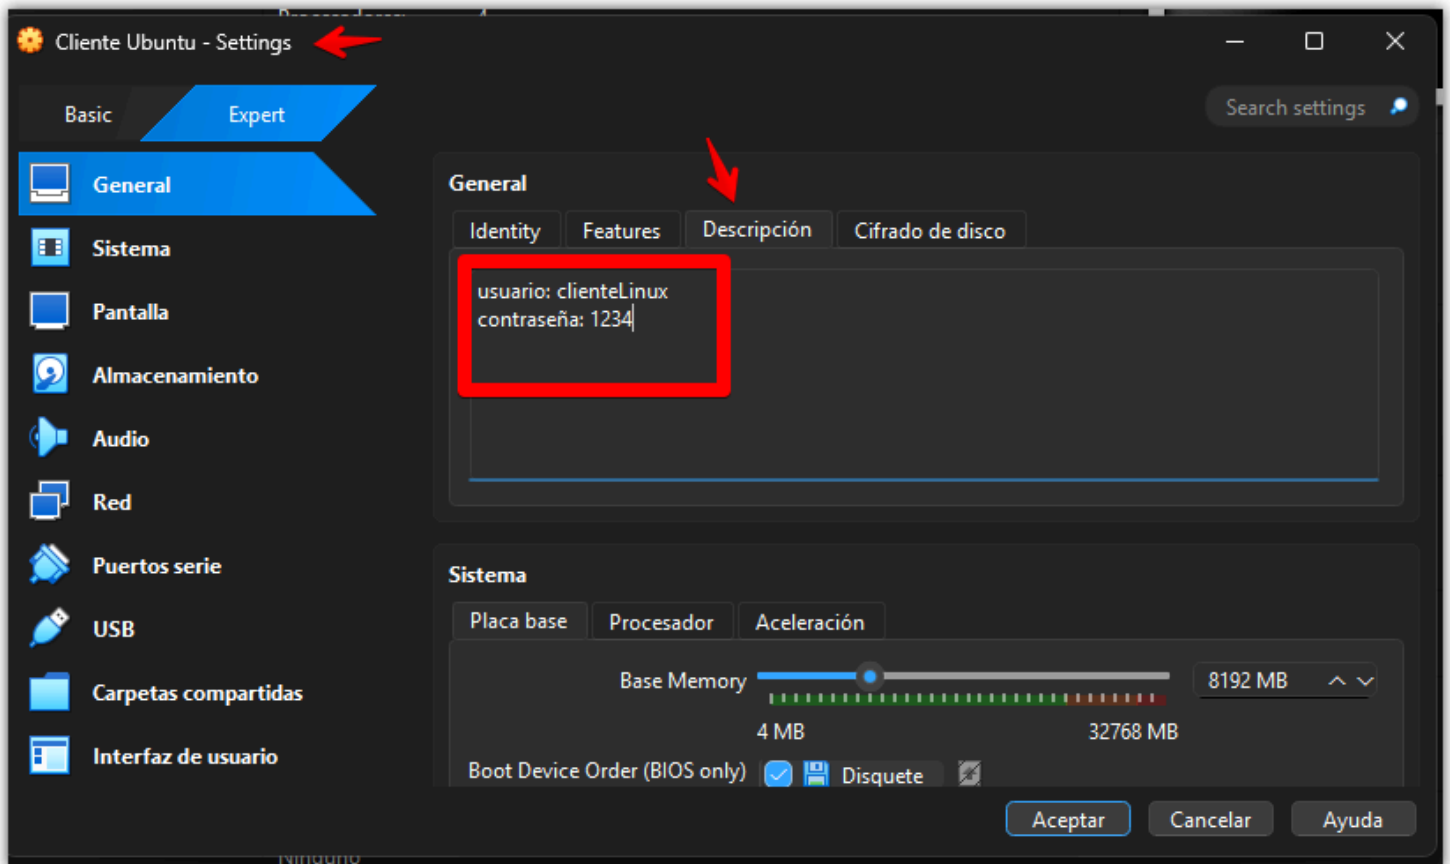 Cliente Ubuntu - Settings
Basic
Expert
Search settings
General
Sistema
Pantalla
Almacenamiento
Audio
Red
Puertos serie
USB
Carpetas compartidas
Interfaz de usuario
General
Identity
Features
Descripción
Cifrado de disco
usuario: clienteLinux
contraseña: 1234
Sistema
Placa base
Procesador
Aceleración
Base Memory
8192 MB
4 MB
32768 MB
Boot Device Order (BIOS only)
Disquete
Aceptar
Cancelar
Ayuda
Ninguno